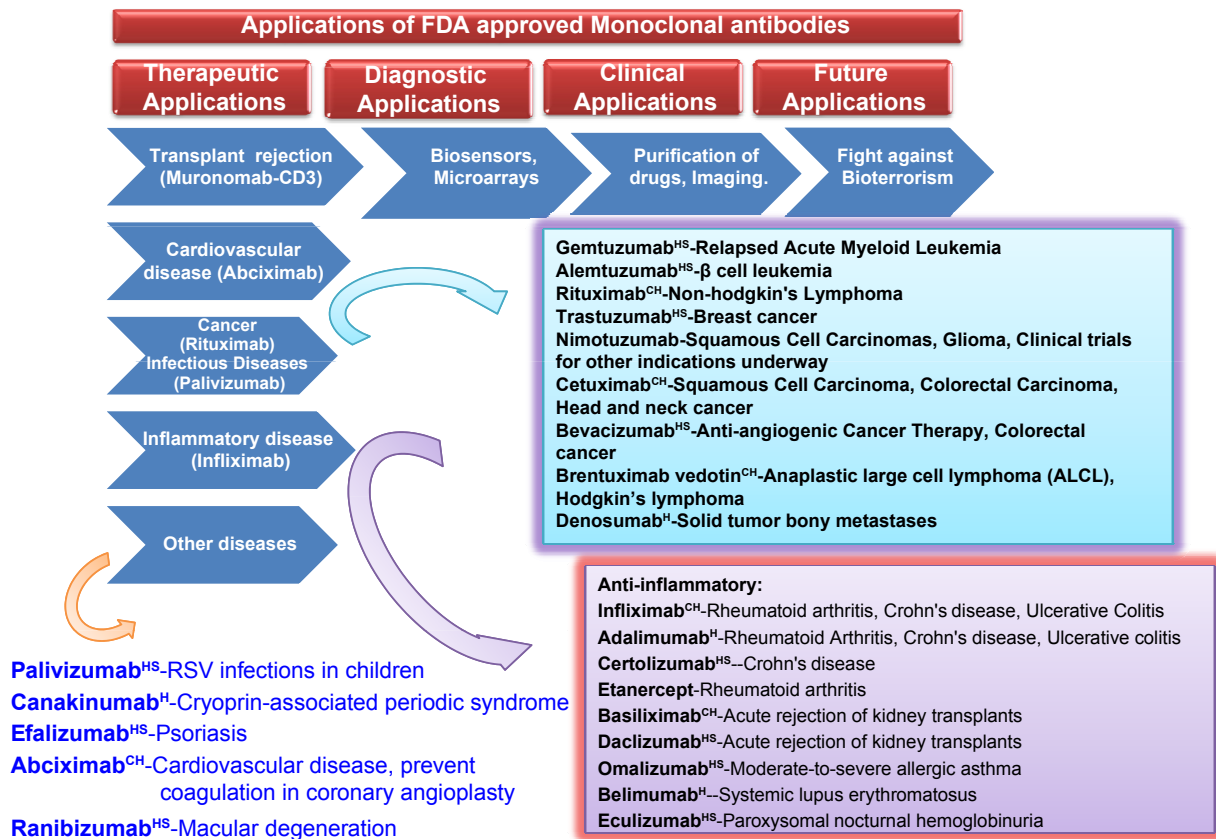 Applications of FDA approved Monoclonal antibodies
Therapeutic
Applications
Diagnostic
Applications
Clinical
Applications
Future
Applications
Transplant rejection
(Muronomab-CD3)
Biosensors,
Microarrays
Purification of
drugs, Imaging.
Fight against
Bioterrorism
Cardiovascular
disease (Abciximab)
Cancer
(Rituximab)
Infectious Diseases
(Palivizumab)
Inflammatory disease
(Infliximab)
Other diseases
Gemtuzumabᴴˢ-Relapsed Acute Myeloid Leukemia
Alemtuzumabᴴˢ-β cell leukemia
Rituximabᶜᴴ-Non-hodgkin's Lymphoma
Trastuzumabᴴˢ-Breast cancer
Nimotuzumab-Squamous Cell Carcinomas, Glioma, Clinical trials
for other indications underway
Cetuximabᶜᴴ-Squamous Cell Carcinoma, Colorectal Carcinoma,
Head and neck cancer
Bevacizumabᴴˢ-Anti-angiogenic Cancer Therapy, Colorectal
cancer
Brentuximab vedotinᶜᴴ-Anaplastic large cell lymphoma (ALCL),
Hodgkin’s lymphoma
Denosumabᴴ-Solid tumor bony metastases
Anti-inflammatory:
Infliximabᶜᴴ-Rheumatoid arthritis, Crohn's disease, Ulcerative Colitis
Adalimumabᴴ-Rheumatoid Arthritis, Crohn's disease, Ulcerative colitis
Certolizumabᴴˢ--Crohn's disease
Etanercept-Rheumatoid arthritis
Basiliximabᶜᴴ-Acute rejection of kidney transplants
Daclizumabᴴˢ-Acute rejection of kidney transplants
Omalizumabᴴˢ-Moderate-to-severe allergic asthma
Belimumabᴴ--Systemic lupus erythromatosus
Eculizumabᴴˢ-Paroxysmal nocturnal hemoglobinuria
Palivizumabᴴˢ-RSV infections in children
Canakinumabᴴ-Cryoprin-associated periodic syndrome
Efalizumabᴴˢ-Psoriasis
Abciximabᶜᴴ-Cardiovascular disease, prevent
coagulation in coronary angioplasty
Ranibizumabᴴˢ-Macular degeneration